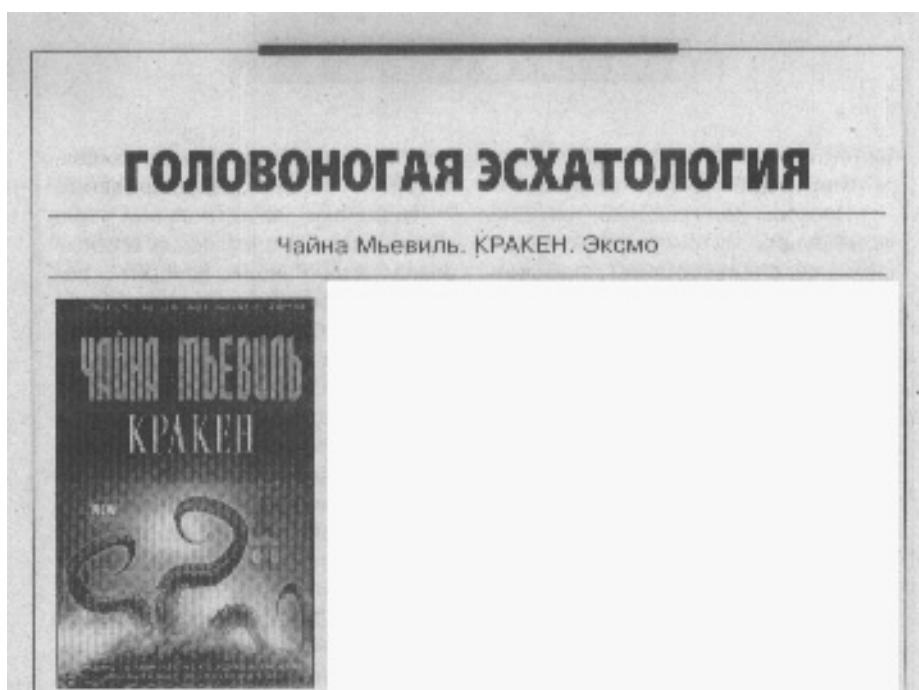 ГОЛОВОНОГАЯ ЭСХАТОЛОГИЯ
Чайна Мьевиль. КРАКЕН. Эксмо
ЧАЙНА МЬЕВИЛЬ
КРАКЕН